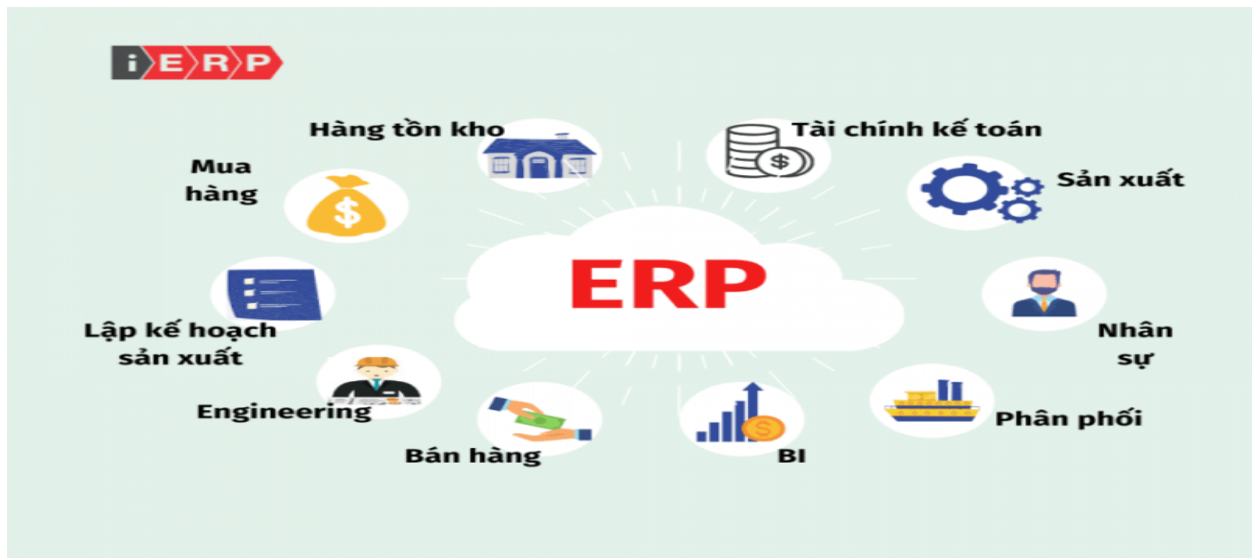 iERP
Hàng tồn kho
Tài chính kế toán
Mua
hàng
Sản xuất
ERP
Lập kế hoạch
sản xuất
Nhân
sự
Engineering
Phân phối
Bán hàng
BI